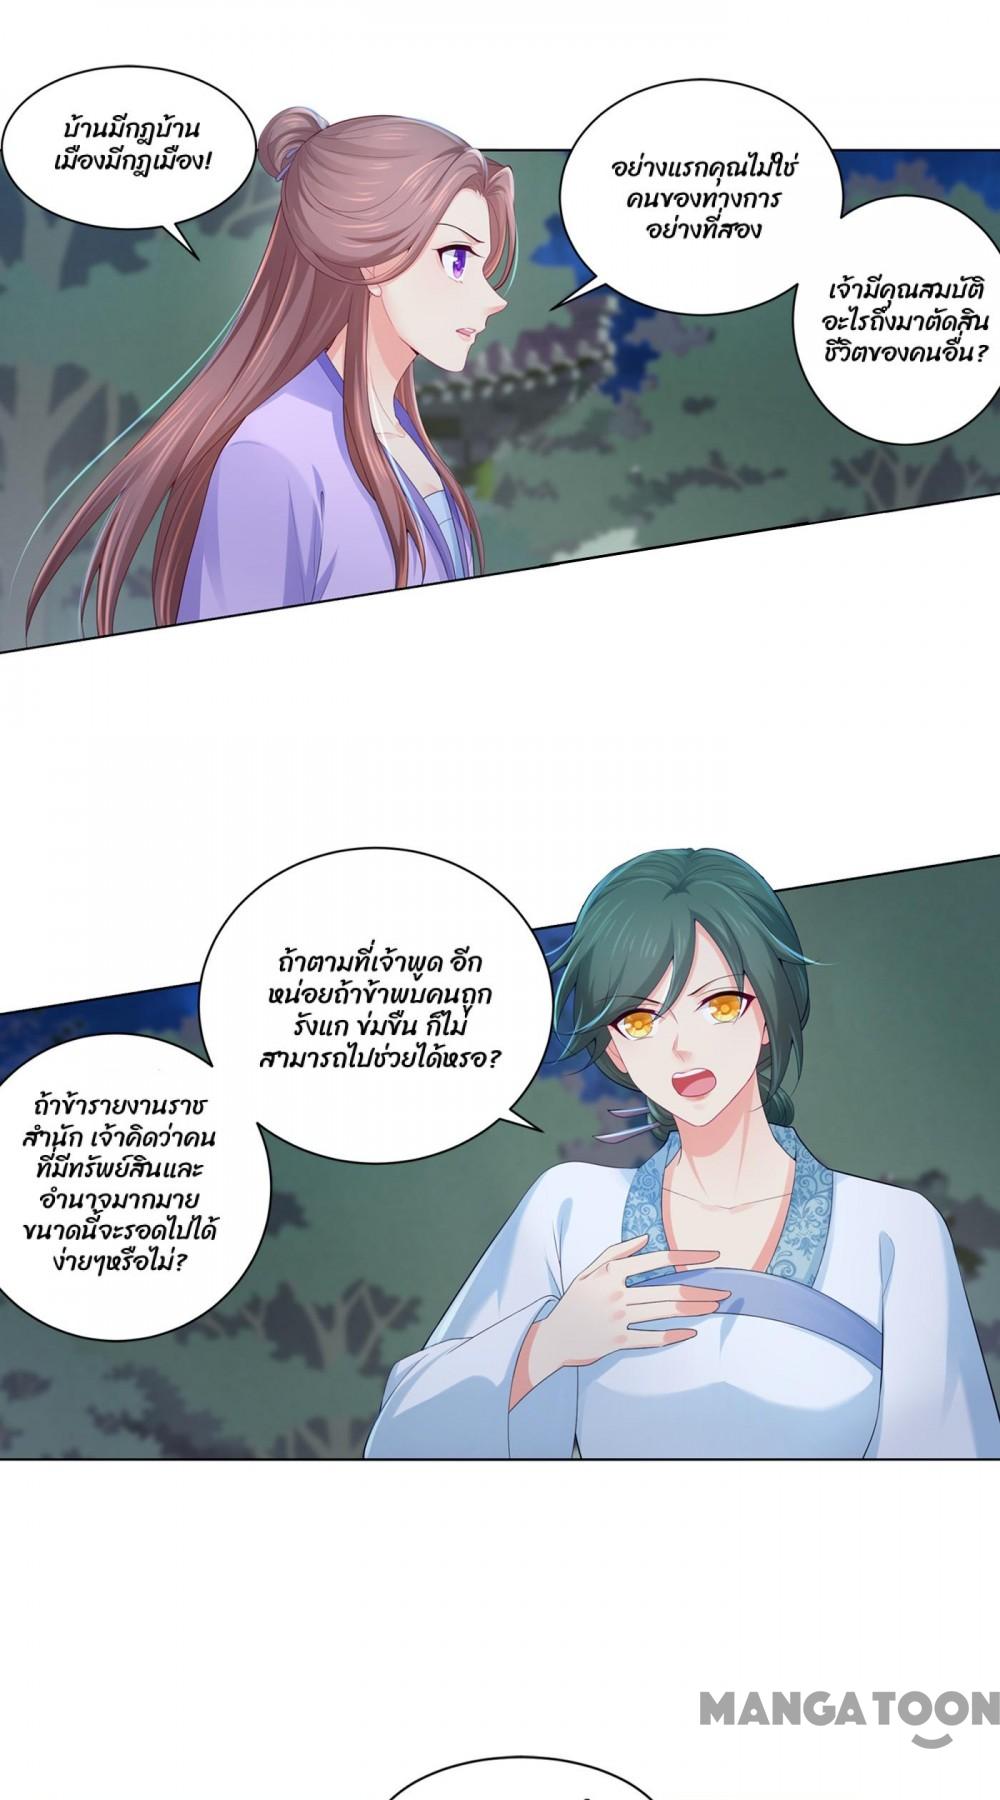 บ้านมีกฎบ้าน
เมืองมีกฎเมือง!
อย่างแรกคุณไม่ใช่
คนของทางการ
อย่างที่สอง
เจ้ามีคุณสมบัติ
อะไรถึงมาตัดสิน
ชีวิตของคนอื่น?
ถ้าตามที่เจ้าพูด อีก
หน่อยถ้าข้าพบคนถูก
รังแก ข่มขืน ก็ไม่
สามารถไปช่วยได้หรอ?
ถ้าข้ารายงานราช
สำนัก เจ้าคิดว่าคน
ที่มีทรัพย์สินและ
อำนาจมากมาย
ขนาดนี้จะรอดไปได้
ง่ายๆหรือไม่?
MANGATOON